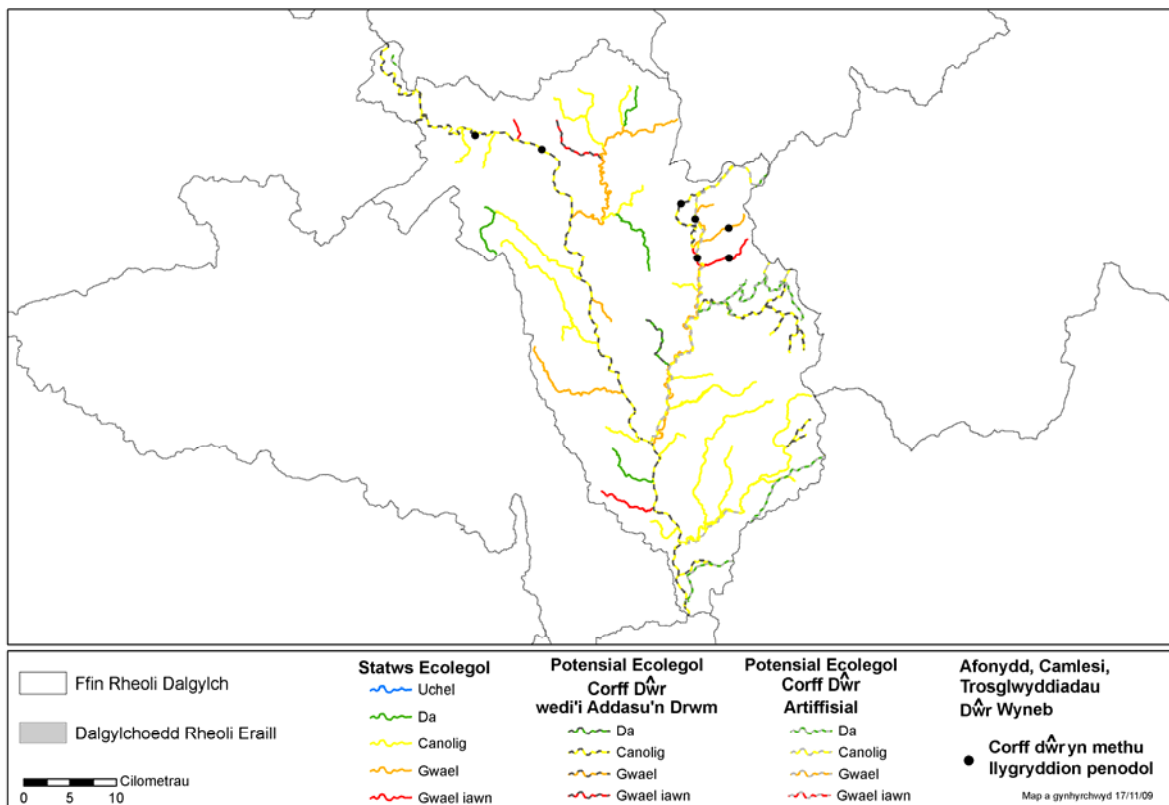 Ffin Rheoli Dalgylch
Dalgylchoedd Rheoli Eraill
Cilometrau
0 5 10
Statws Ecolegol
Uchel
Da
Canolig
Gwael
Gwael iawn
Potensial Ecolegol
Corff Dŵr
wedi'i Addasu'n Drwm
Da
Canolig
Gwael
Gwael iawn
Potensial Ecolegol
Corff Dŵr
Artiffisial
Da
Canolig
Gwael
Gwael iawn
Afonydd, Camlesi,
Trosglwyddiadau
Dŵr Wyneb
Corff dŵr yn methu
llygryddion penodol
Map a gynhyrchwyd 17/11/09